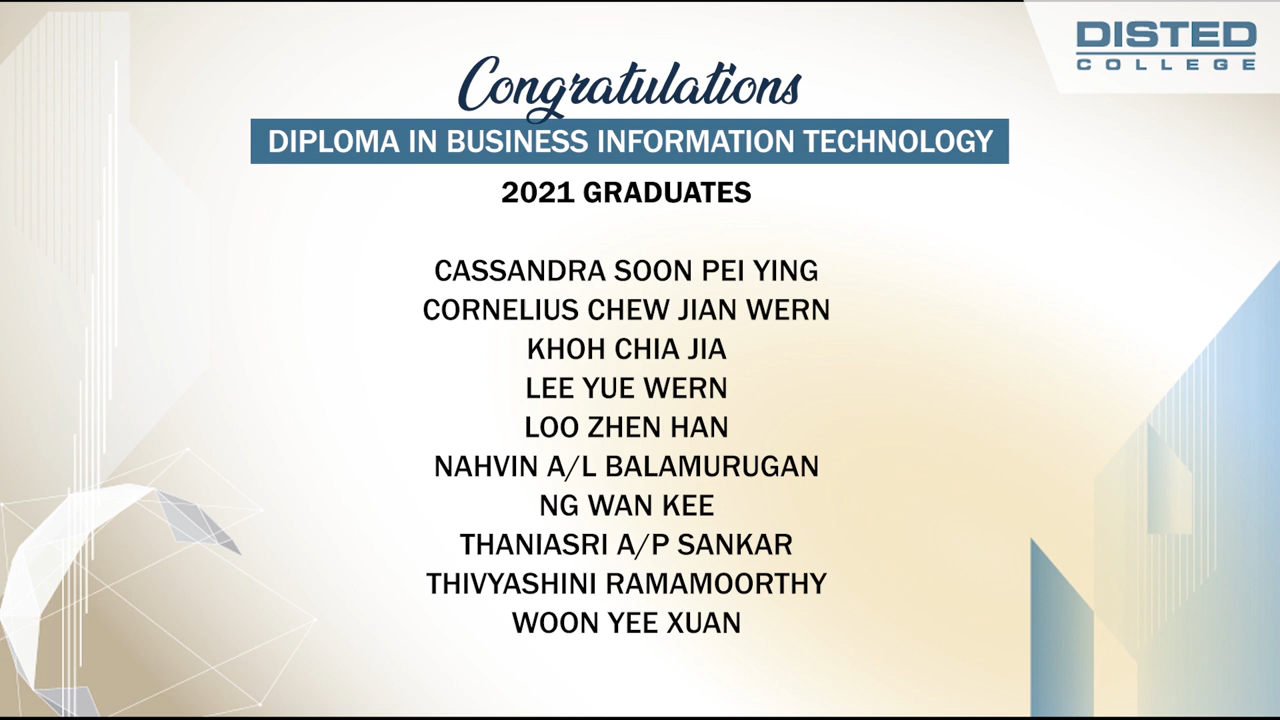 DISTED
COLLEGE
Congratulations
DIPLOMA IN BUSINESS INFORMATION TECHNOLOGY
2021 GRADUATES
CASSANDRA SOON PEI YING
CORNELIUS CHEW JIAN WERN
KHOH CHIA JIA
LEE YUE WERN
LOO ZHEN HAN
NAHVIN A/L BALAMURUGAN
NG WAN KEE
THANIASRI A/P SANKAR
THIVYASHINI RAMAMOORTHY
WOON YEE XUAN